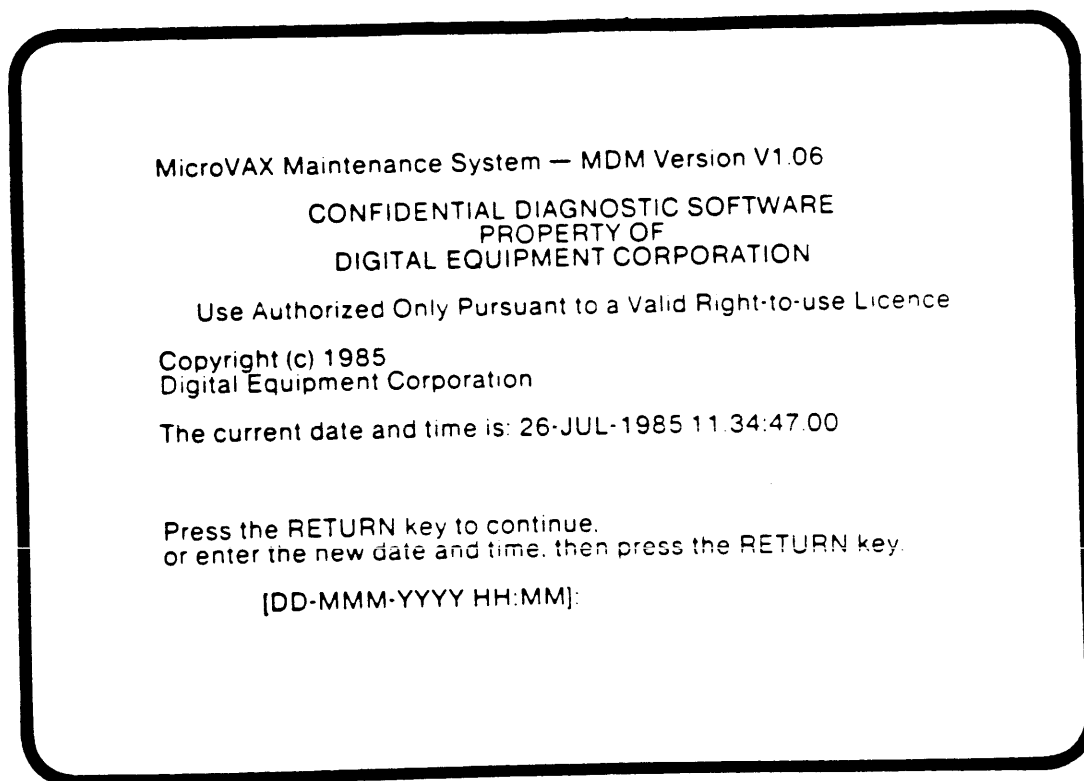 MicroVAX Maintenance System — MDM Version V1.06
CONFIDENTIAL DIAGNOSTIC SOFTWARE
PROPERTY OF
DIGITAL EQUIPMENT CORPORATION
Use Authorized Only Pursuant to a Valid Right-to-use Licence
Copyright (c) 1985
Digital Equipment Corporation
The current date and time is: 26-JUL-1985 11.34:47.00
Press the RETURN key to continue.
or enter the new date and time. then press the RETURN key.
[DD-MMM-YYYY HH:MM]: